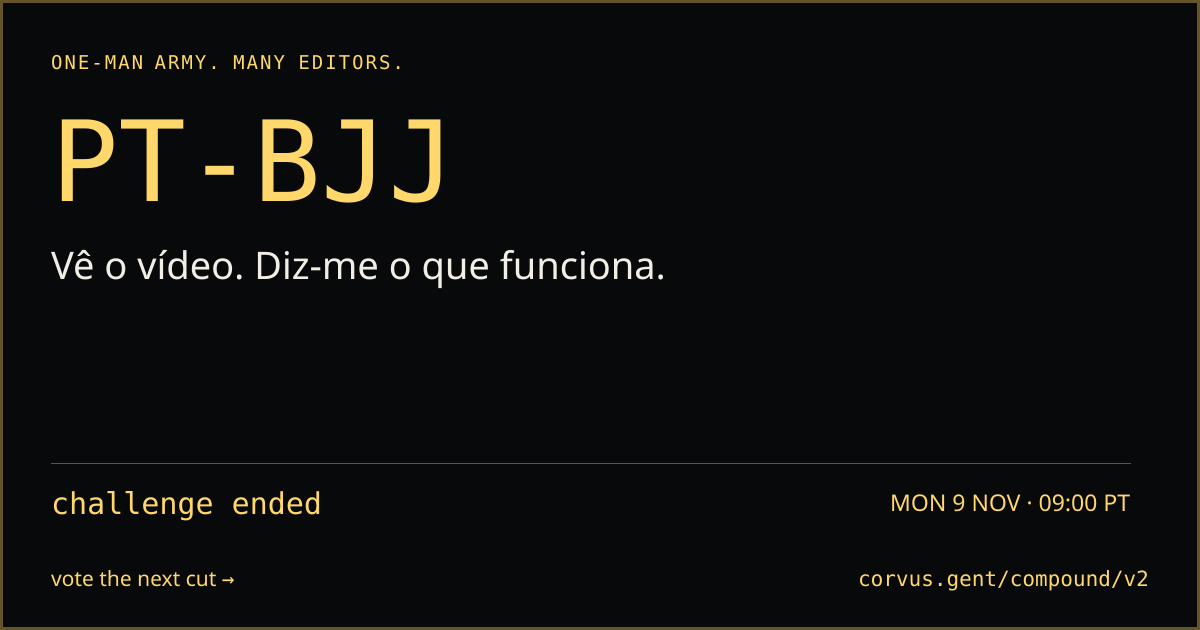 ONE-MAN ARMY. MANY EDITORS.
PT-BJJ
Vê o vídeo. Diz-me o que funciona.
challenge ended
MON 9 NOV · 09:00 PT
vote the next cut →
corvus.gent/compound/v2